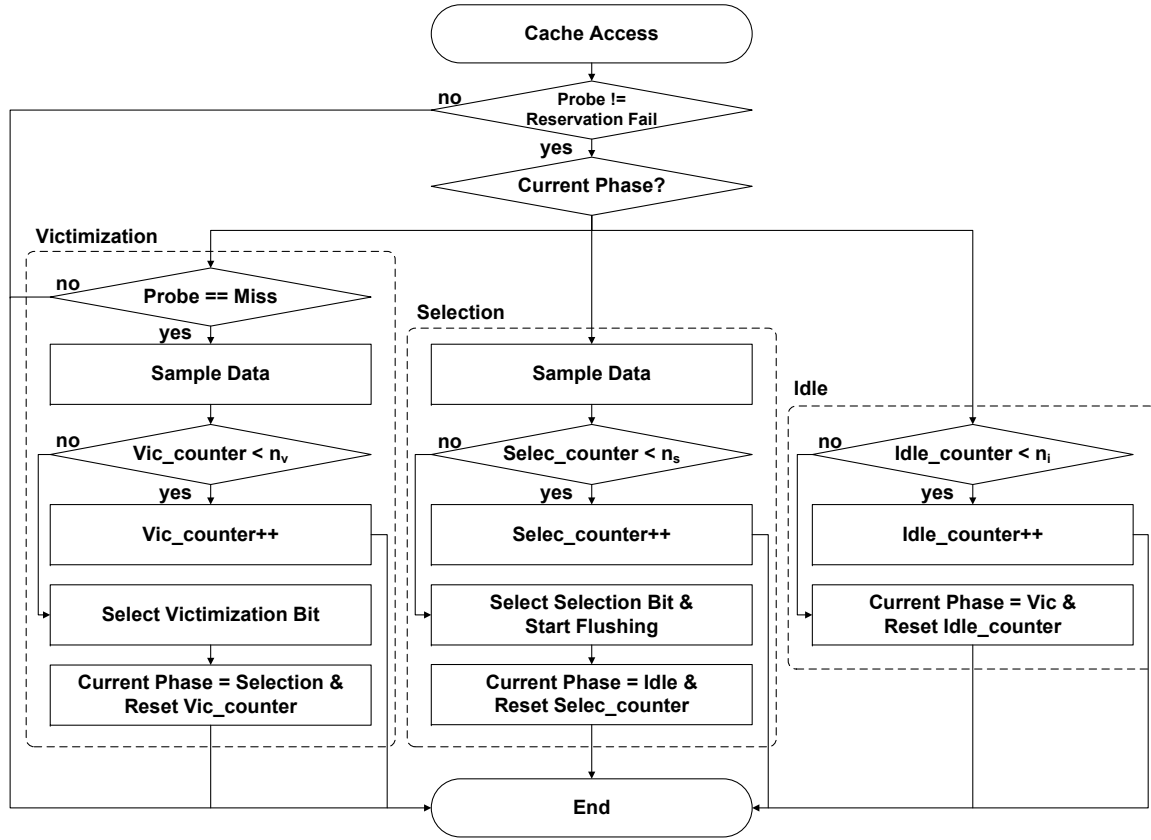 Cache Access
no
Probe !=
Reservation Fail
yes
Current Phase?
Victimization
no
Probe == Miss
yes
Sample Data
no
Vic_counter < nv
yes
Vic_counter++
Select Victimization Bit
Current Phase = Selection &
Reset Vic_counter
Selection
Sample Data
no
Selec_counter < ns
yes
Selec_counter++
Select Selection Bit &
Start Flushing
Current Phase = Idle &
Reset Selec_counter
Idle
no
Idle_counter < ni
yes
Idle_counter++
Current Phase = Vic &
Reset Idle_counter
End